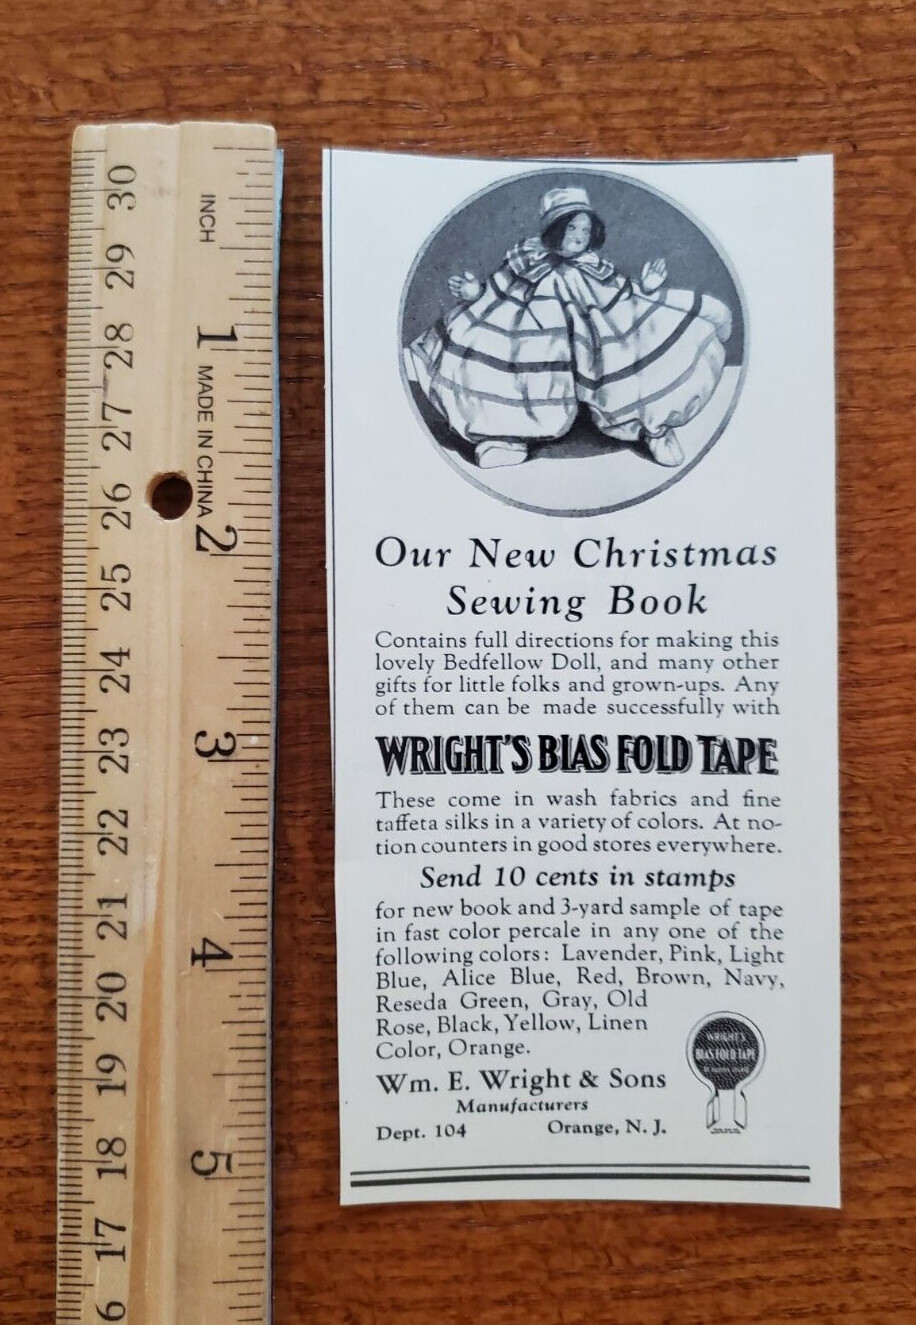 30
29
28
27
26
25
24
23
22
21
20
19
18
17
6
INCH
1
MADE IN CHINA
2
3
4
5
Our New Christmas
Sewing Book
Contains full directions for making this
lovely Bedfellow Doll, and many other
gifts for little folks and grown-ups. Any
of them can be made successfully with
WRIGHT'S BIAS FOLD TAPE
These come in wash fabrics and fine
taffeta silks in a variety of colors. At no-
tion counters in good stores everywhere.
Send 10 cents in stamps
for new book and 3-yard sample of tape
in fast color percale in any one of the
following colors: Lavender, Pink, Light
Blue, Alice Blue, Red, Brown, Navy,
Reseda Green, Gray, Old
Rose, Black, Yellow, Linen
Color, Orange.
Wm. E. Wright & Sons
Manufacturers
Dept. 104 Orange, N. J.
WRIGHT'S
BIAS FOLD TAPE